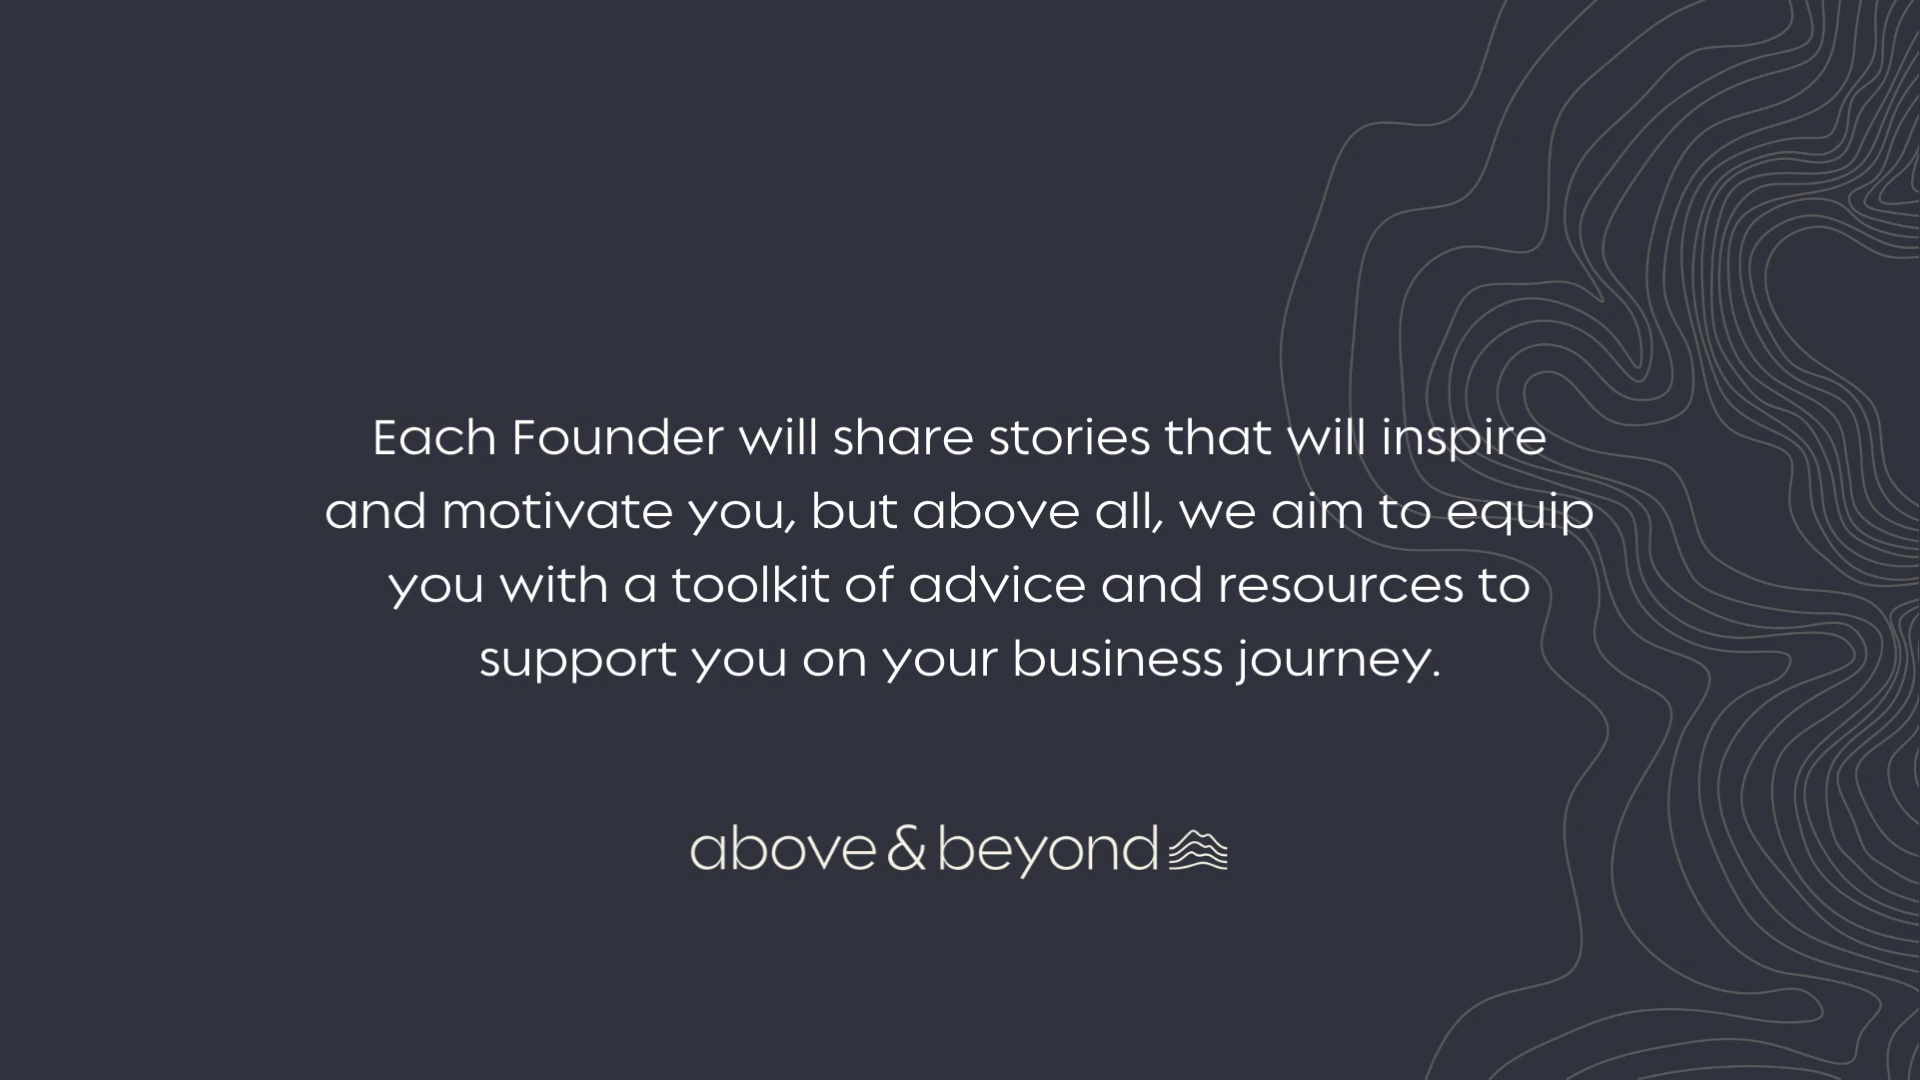 Each Founder will share stories that will inspire
and motivate you, but above all, we aim to equip
you with a toolkit of advice and resources to
support you on your business journey.
above & beyond